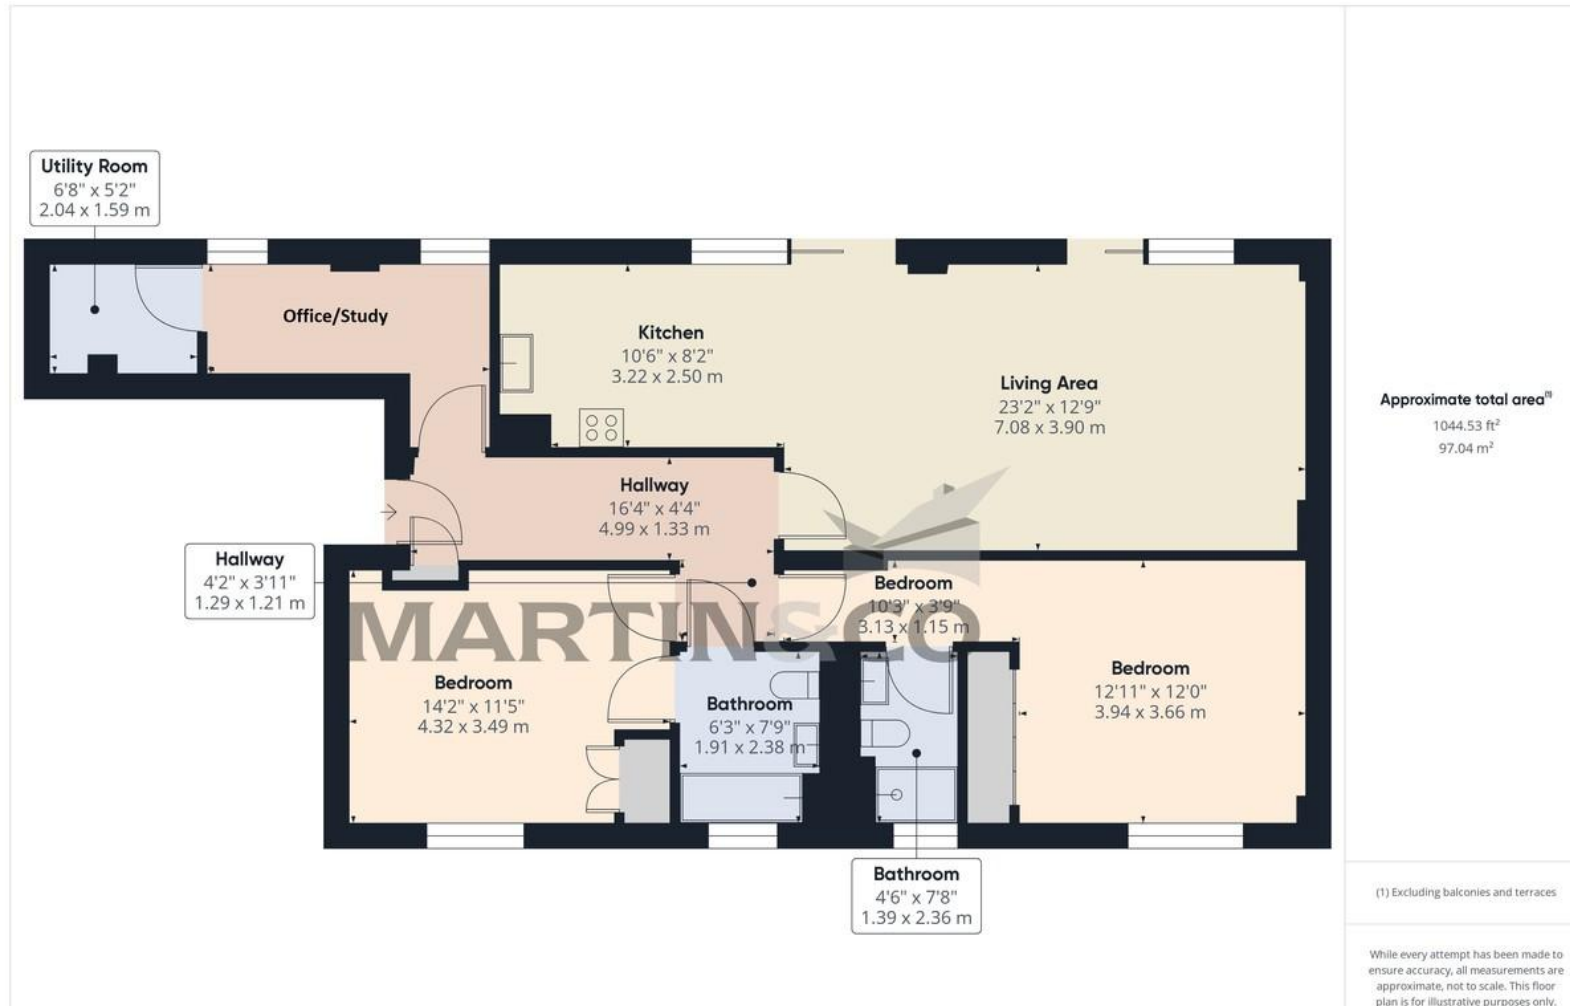 Utility Room
6'8" x 5'2"
2.04 x 1.59 m
Office/Study
Kitchen
10'6" x 8'2"
3.22 x 2.50 m
Living Area
23'2" x 12'9"
7.08 x 3.90 m
Hallway
16'4" x 4'4"
4.99 x 1.33 m
Hallway
4'2" x 3'11"
1.29 x 1.21 m
Bedroom
10'3" x 3'9"
3.13 x 1.15 m
MARTIN&CO
Bedroom
14'2" x 11'5"
4.32 x 3.49 m
Bathroom
6'3" x 7'9"
1.91 x 2.38 m
Bedroom
12'11" x 12'0"
3.94 x 3.66 m
Bathroom
4'6" x 7'8"
1.39 x 2.36 m
Approximate total area(1)
1044.53 ft²
97.04 m²
(1) Excluding balconies and terraces
While every attempt has been made to
ensure accuracy, all measurements are
approximate, not to scale. This floor
plan is for illustrative purposes only.